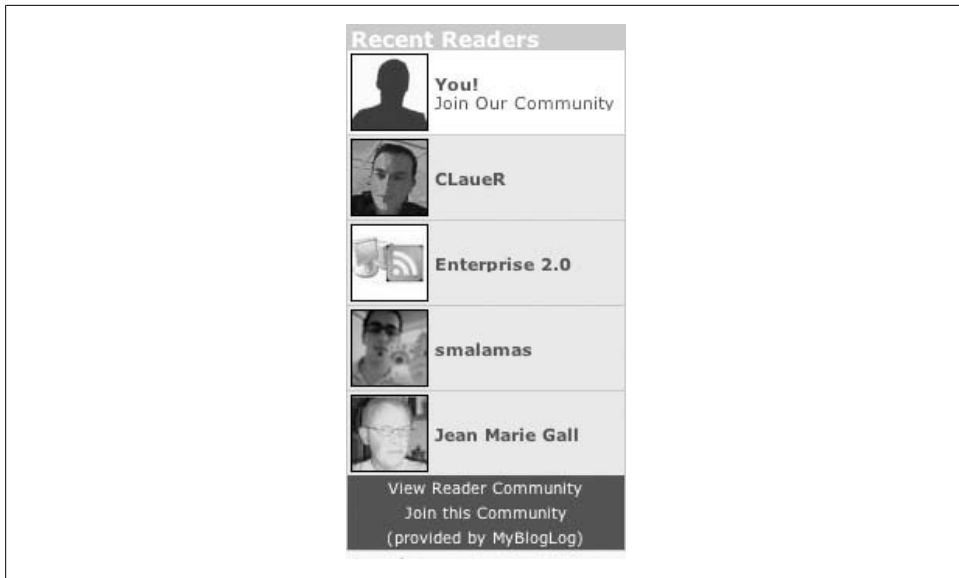 Recent Readers
You!
Join Our Community
CLaueR
Enterprise 2.0
smalamas
Jean Marie Gall
View Reader Community
Join this Community
(provided by MyBlogLog)